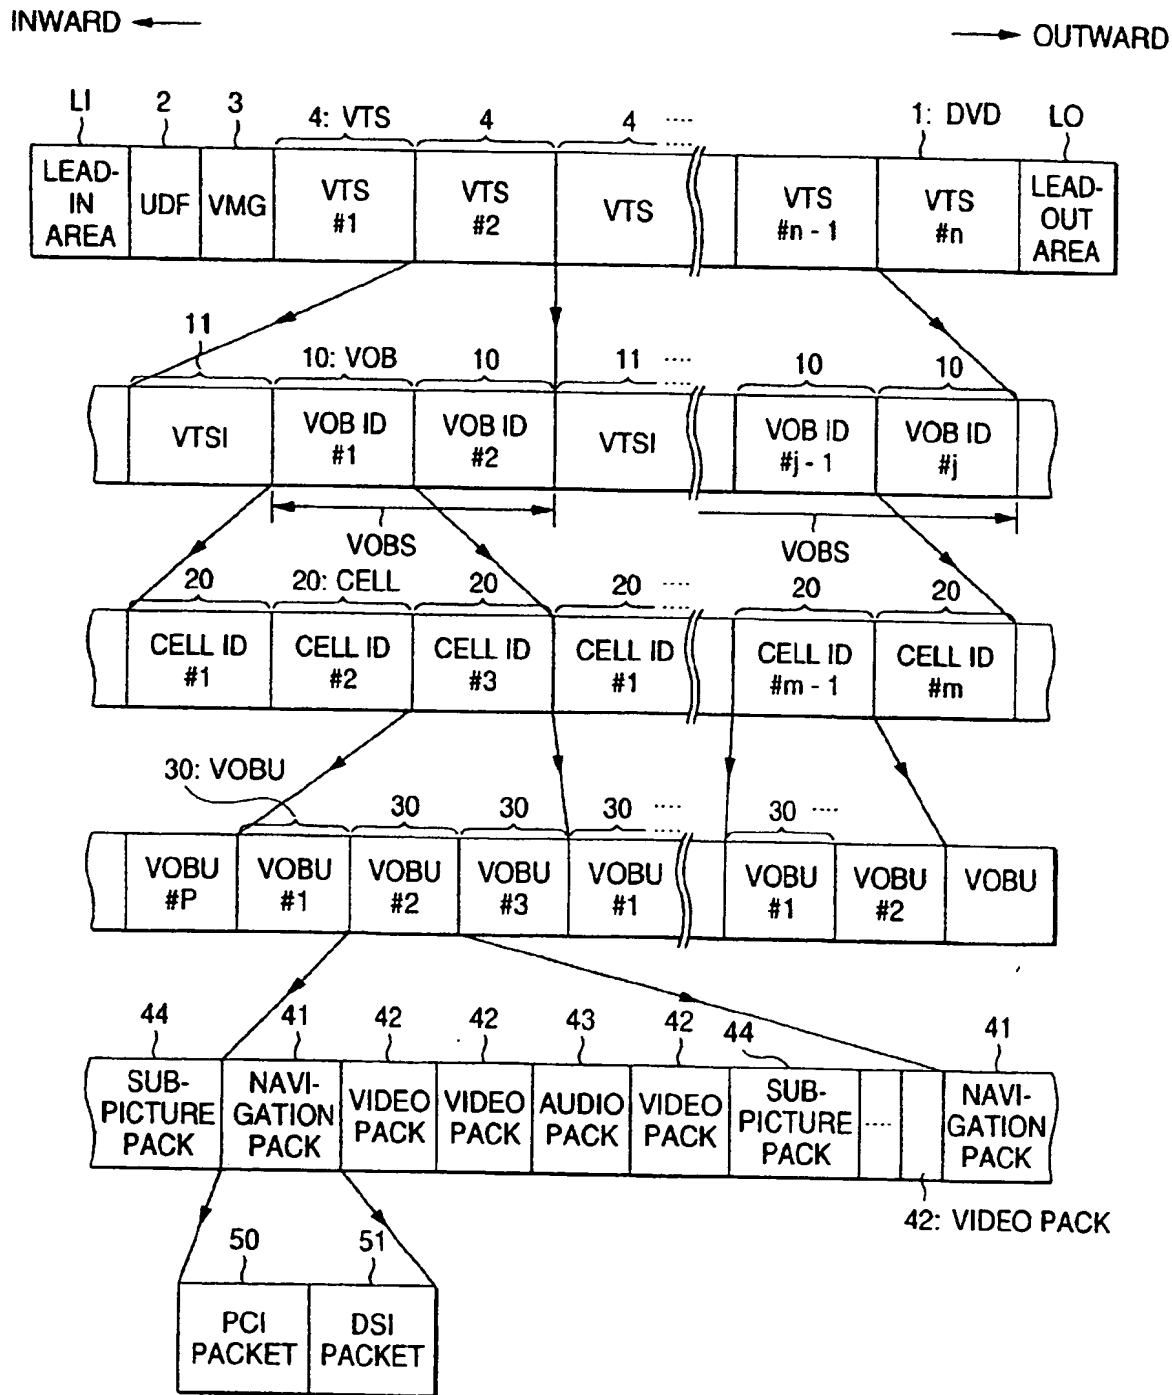 INWARD
OUTWARD
LI 2 3 4: VTS 4 4 ···· 1: DVD LO
LEAD-IN AREA UDF VMG VTS #1 VTS #2 VTS VTS #n - 1 VTS #n LEAD-OUT AREA
11 10: VOB 10 11 ···· 10 10
VTSI VOB ID #1 VOB ID #2 VTSI VOB ID #j - 1 VOB ID #j
VOBS VOBS
20 20: CELL 20 20 ···· 20 20
CELL ID #1 CELL ID #2 CELL ID #3 CELL ID #1 CELL ID #m - 1 CELL ID #m
30: VOBU 30 30 30 ···· 30 ····
VOBU #P VOBU #1 VOBU #2 VOBU #3 VOBU #1 VOBU #1 VOBU #2 VOBU
44 41 42 42 43 42 44 41
SUB-PICTURE PACK NAVI-GATION PACK VIDEO PACK VIDEO PACK AUDIO PACK VIDEO PACK SUB-PICTURE PACK ···· NAVI-GATION PACK
42: VIDEO PACK
50 51
PCI PACKET DSI PACKET